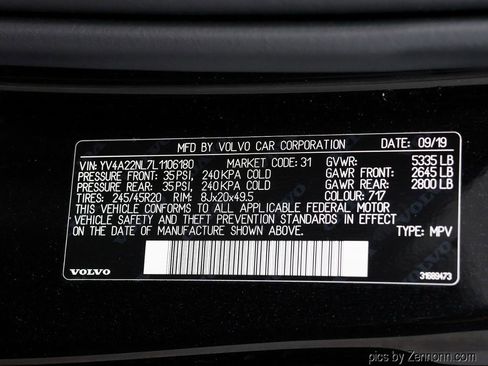 MFD BY VOLVO CAR CORPORATION DATE: 09/19
VIN: YV4A22NL7L1106180 MARKET CODE: 31 GVWR: 5335 LB
PRESSURE FRONT: 35 PSI, 240 KPA COLD GAWR FRONT: 2645 LB
PRESSURE REAR: 35 PSI, 240 KPA COLD GAWR REAR: 2800 LB
TIRES: 245/45R20 RIM: 8Jx20x49.5 COLOUR: 717
THIS VEHICLE CONFORMS TO ALL APPLICABLE FEDERAL MOTOR
VEHICLE SAFETY AND THEFT PREVENTION STANDARDS IN EFFECT
ON THE DATE OF MANUFACTURE SHOWN ABOVE.
TYPE: MPV
VOLVO 31689473
pics by Zennonn.com